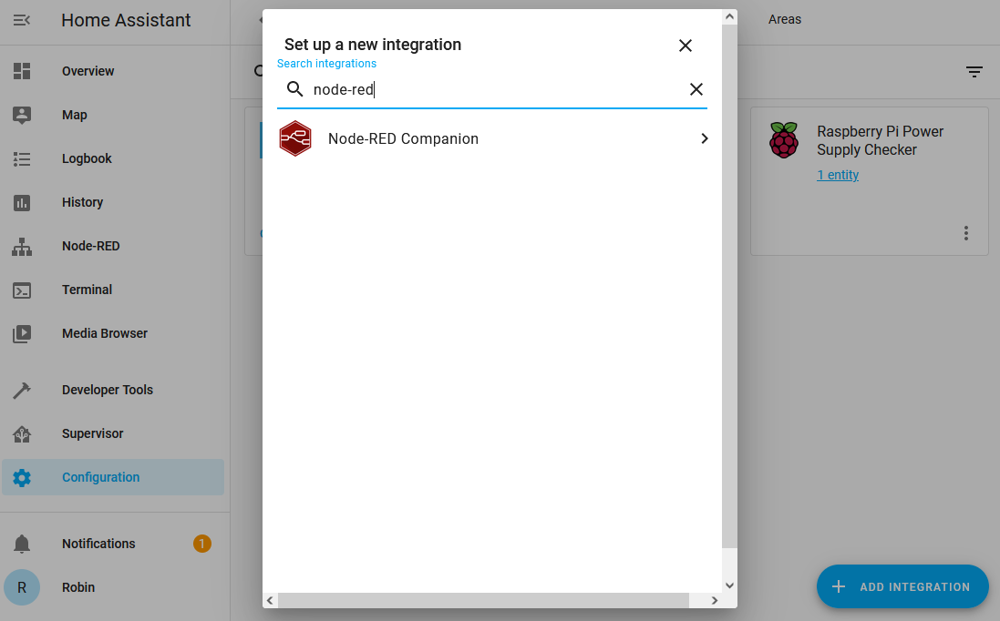 Home Assistant
Overview
Map
Logbook
History
Node-RED
Terminal
Media Browser
Developer Tools
Supervisor
Configuration
Notifications
1
R
Robin
Set up a new integration
Search integrations
node-red
Node-RED Companion
Areas
Raspberry Pi Power
Supply Checker
1 entity
ADD INTEGRATION